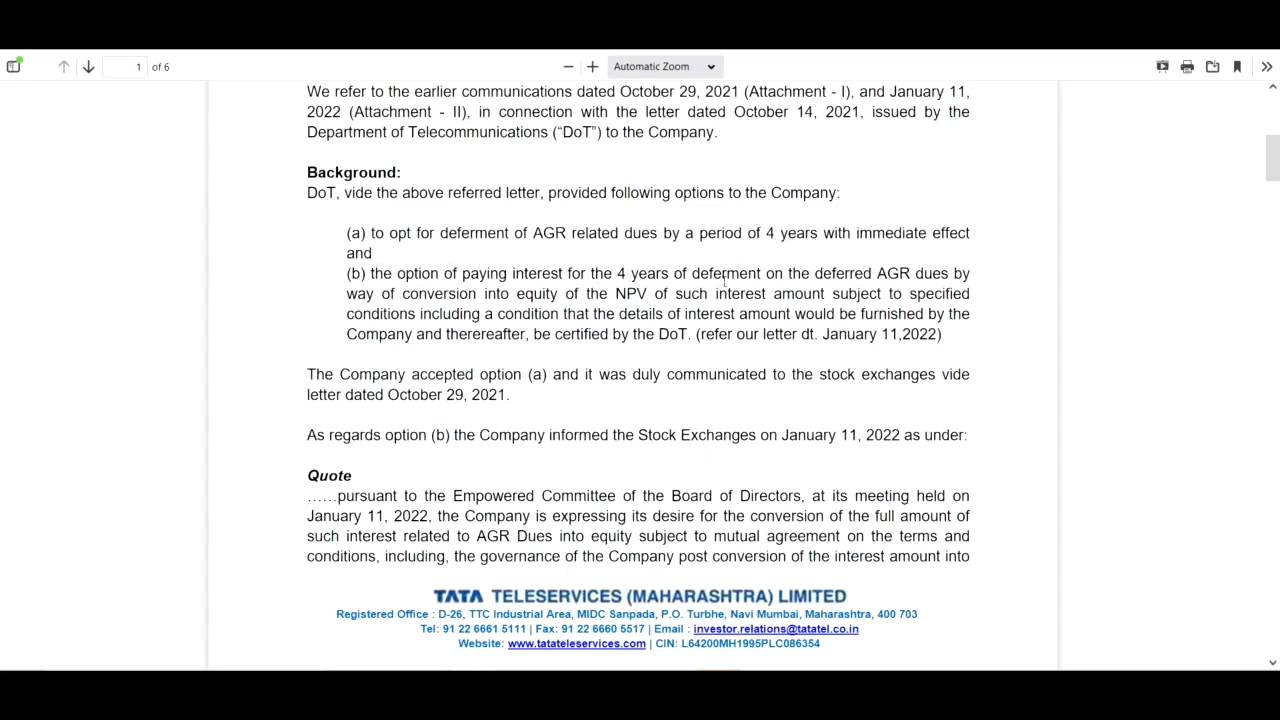 1 of 6
Automatic Zoom
We refer to the earlier communications dated October 29, 2021 (Attachment - I), and January 11,
2022 (Attachment - II), in connection with the letter dated October 14, 2021, issued by the
Department of Telecommunications (“DoT”) to the Company.
Background:
DoT, vide the above referred letter, provided following options to the Company:
(a) to opt for deferment of AGR related dues by a period of 4 years with immediate effect
and
(b) the option of paying interest for the 4 years of deferment on the deferred AGR dues by
way of conversion into equity of the NPV of such interest amount subject to specified
conditions including a condition that the details of interest amount would be furnished by the
Company and therereafter, be certified by the DoT. (refer our letter dt. January 11,2022)
The Company accepted option (a) and it was duly communicated to the stock exchanges vide
letter dated October 29, 2021.
As regards option (b) the Company informed the Stock Exchanges on January 11, 2022 as under:
Quote
……pursuant to the Empowered Committee of the Board of Directors, at its meeting held on
January 11, 2022, the Company is expressing its desire for the conversion of the full amount of
such interest related to AGR Dues into equity subject to mutual agreement on the terms and
conditions, including, the governance of the Company post conversion of the interest amount into
TATA TELESERVICES (MAHARASHTRA) LIMITED
Registered Office : D-26, TTC Industrial Area, MIDC Sanpada, P.O. Turbhe, Navi Mumbai, Maharashtra, 400 703
Tel: 91 22 6661 5111 | Fax: 91 22 6660 5517 | Email : investor.relations@tatatel.co.in
Website: www.tatateleservices.com | CIN: L64200MH1995PLC086354